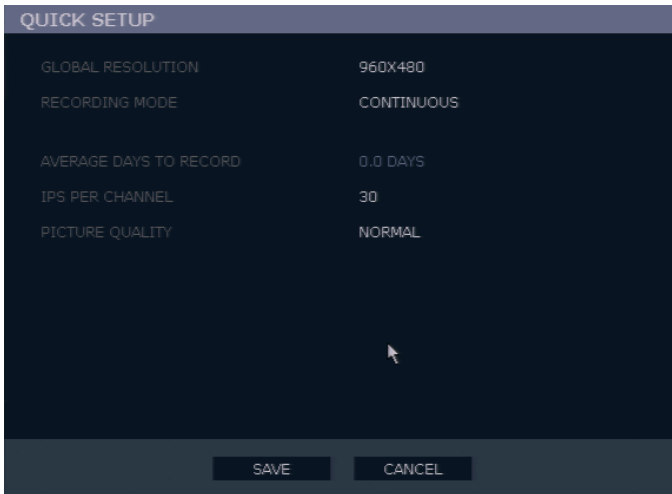 QUICK SETUP
GLOBAL RESOLUTION 960X480
RECORDING MODE CONTINUOUS
AVERAGE DAYS TO RECORD 0.0 DAYS
IPS PER CHANNEL 30
PICTURE QUALITY NORMAL
SAVE CANCEL